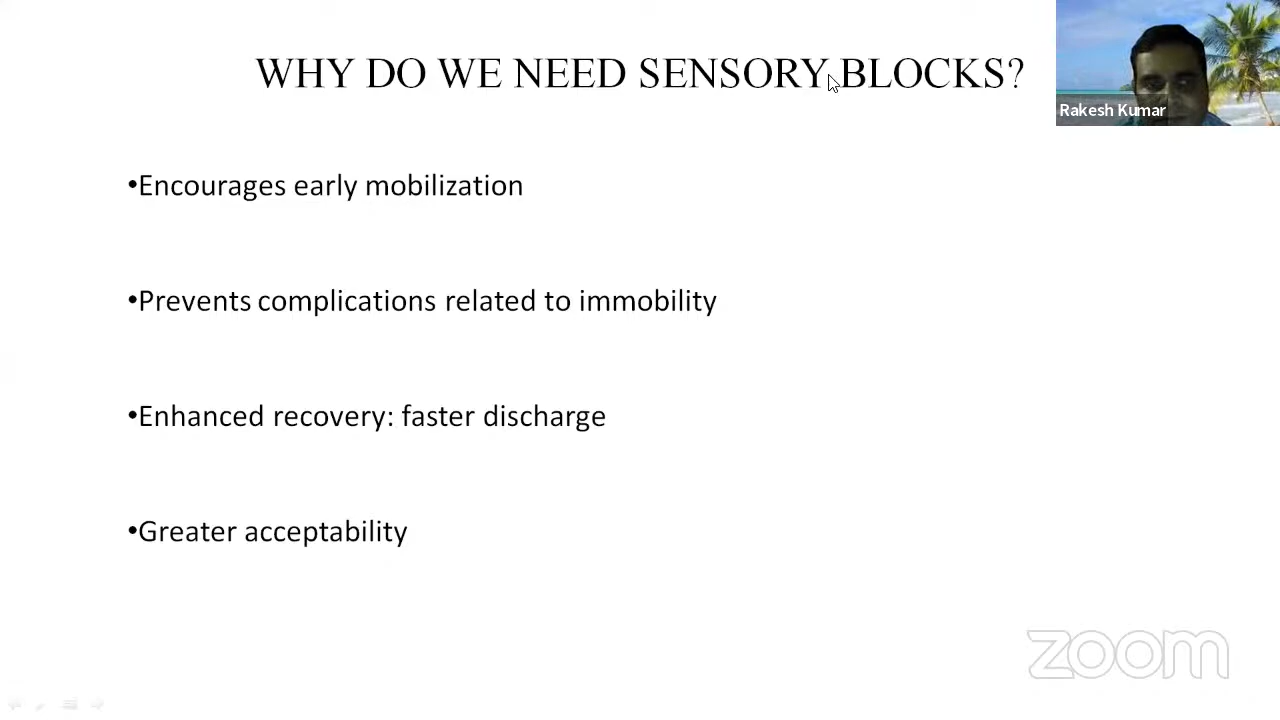 WHY DO WE NEED SENSORY BLOCKS?
Rakesh Kumar
•Encourages early mobilization
•Prevents complications related to immobility
•Enhanced recovery: faster discharge
•Greater acceptability
zoom